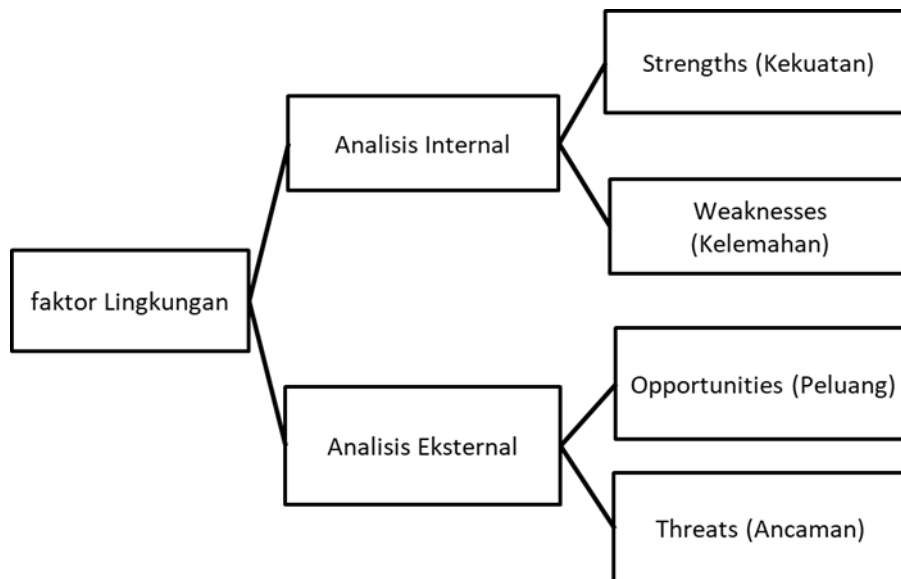 Strengths (Kekuatan)
Analisis Internal
Weaknesses
(Kelemahan)
faktor Lingkungan
Opportunities (Peluang)
Analisis Eksternal
Threats (Ancaman)